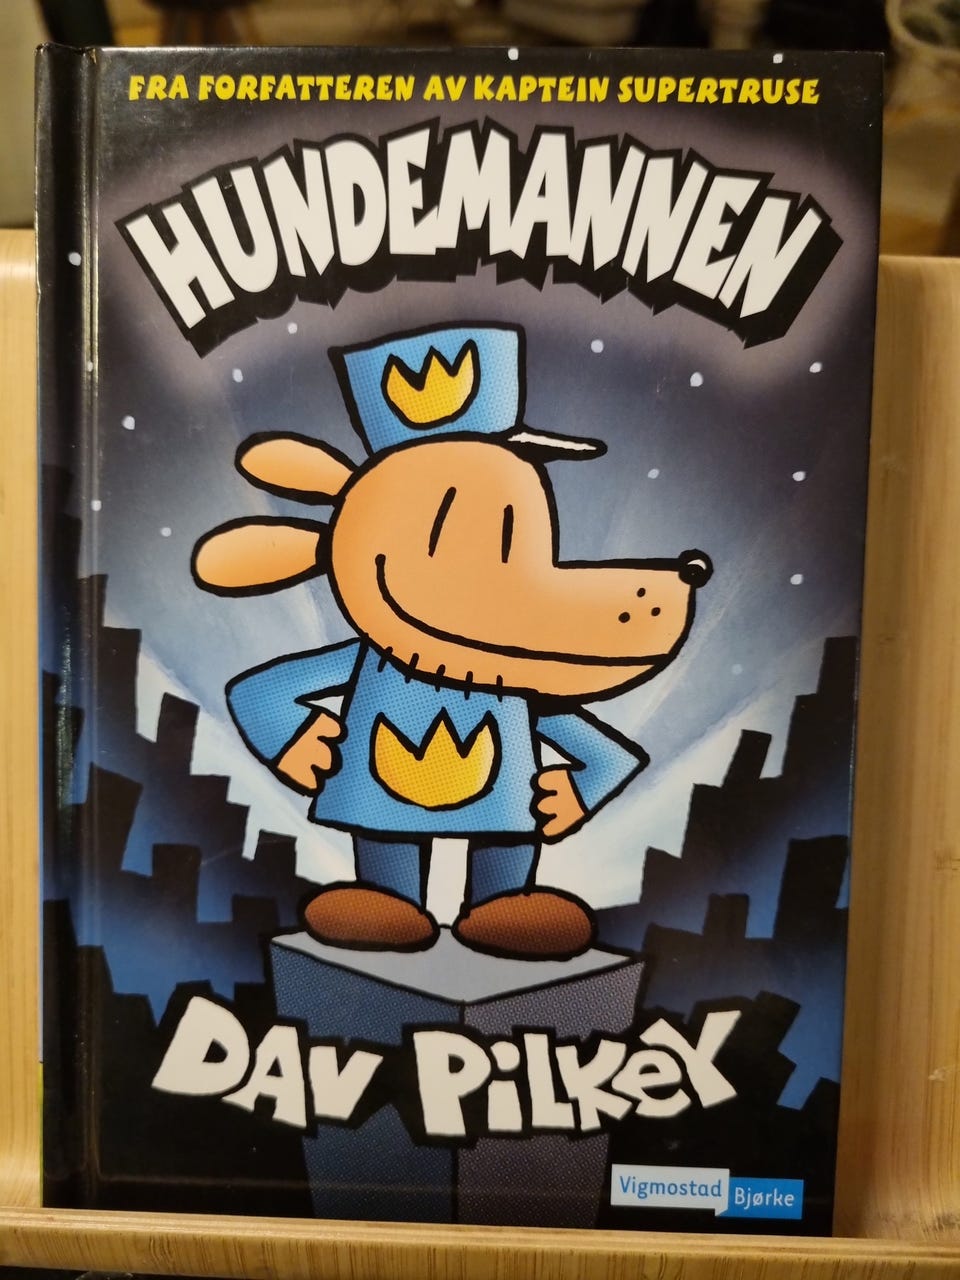 FRA FORFATTEREN AV KAPTEIN SUPERTRUSE
HUNDEMANNEN
DAV PiLKeY
Vigmostad
Bjørke